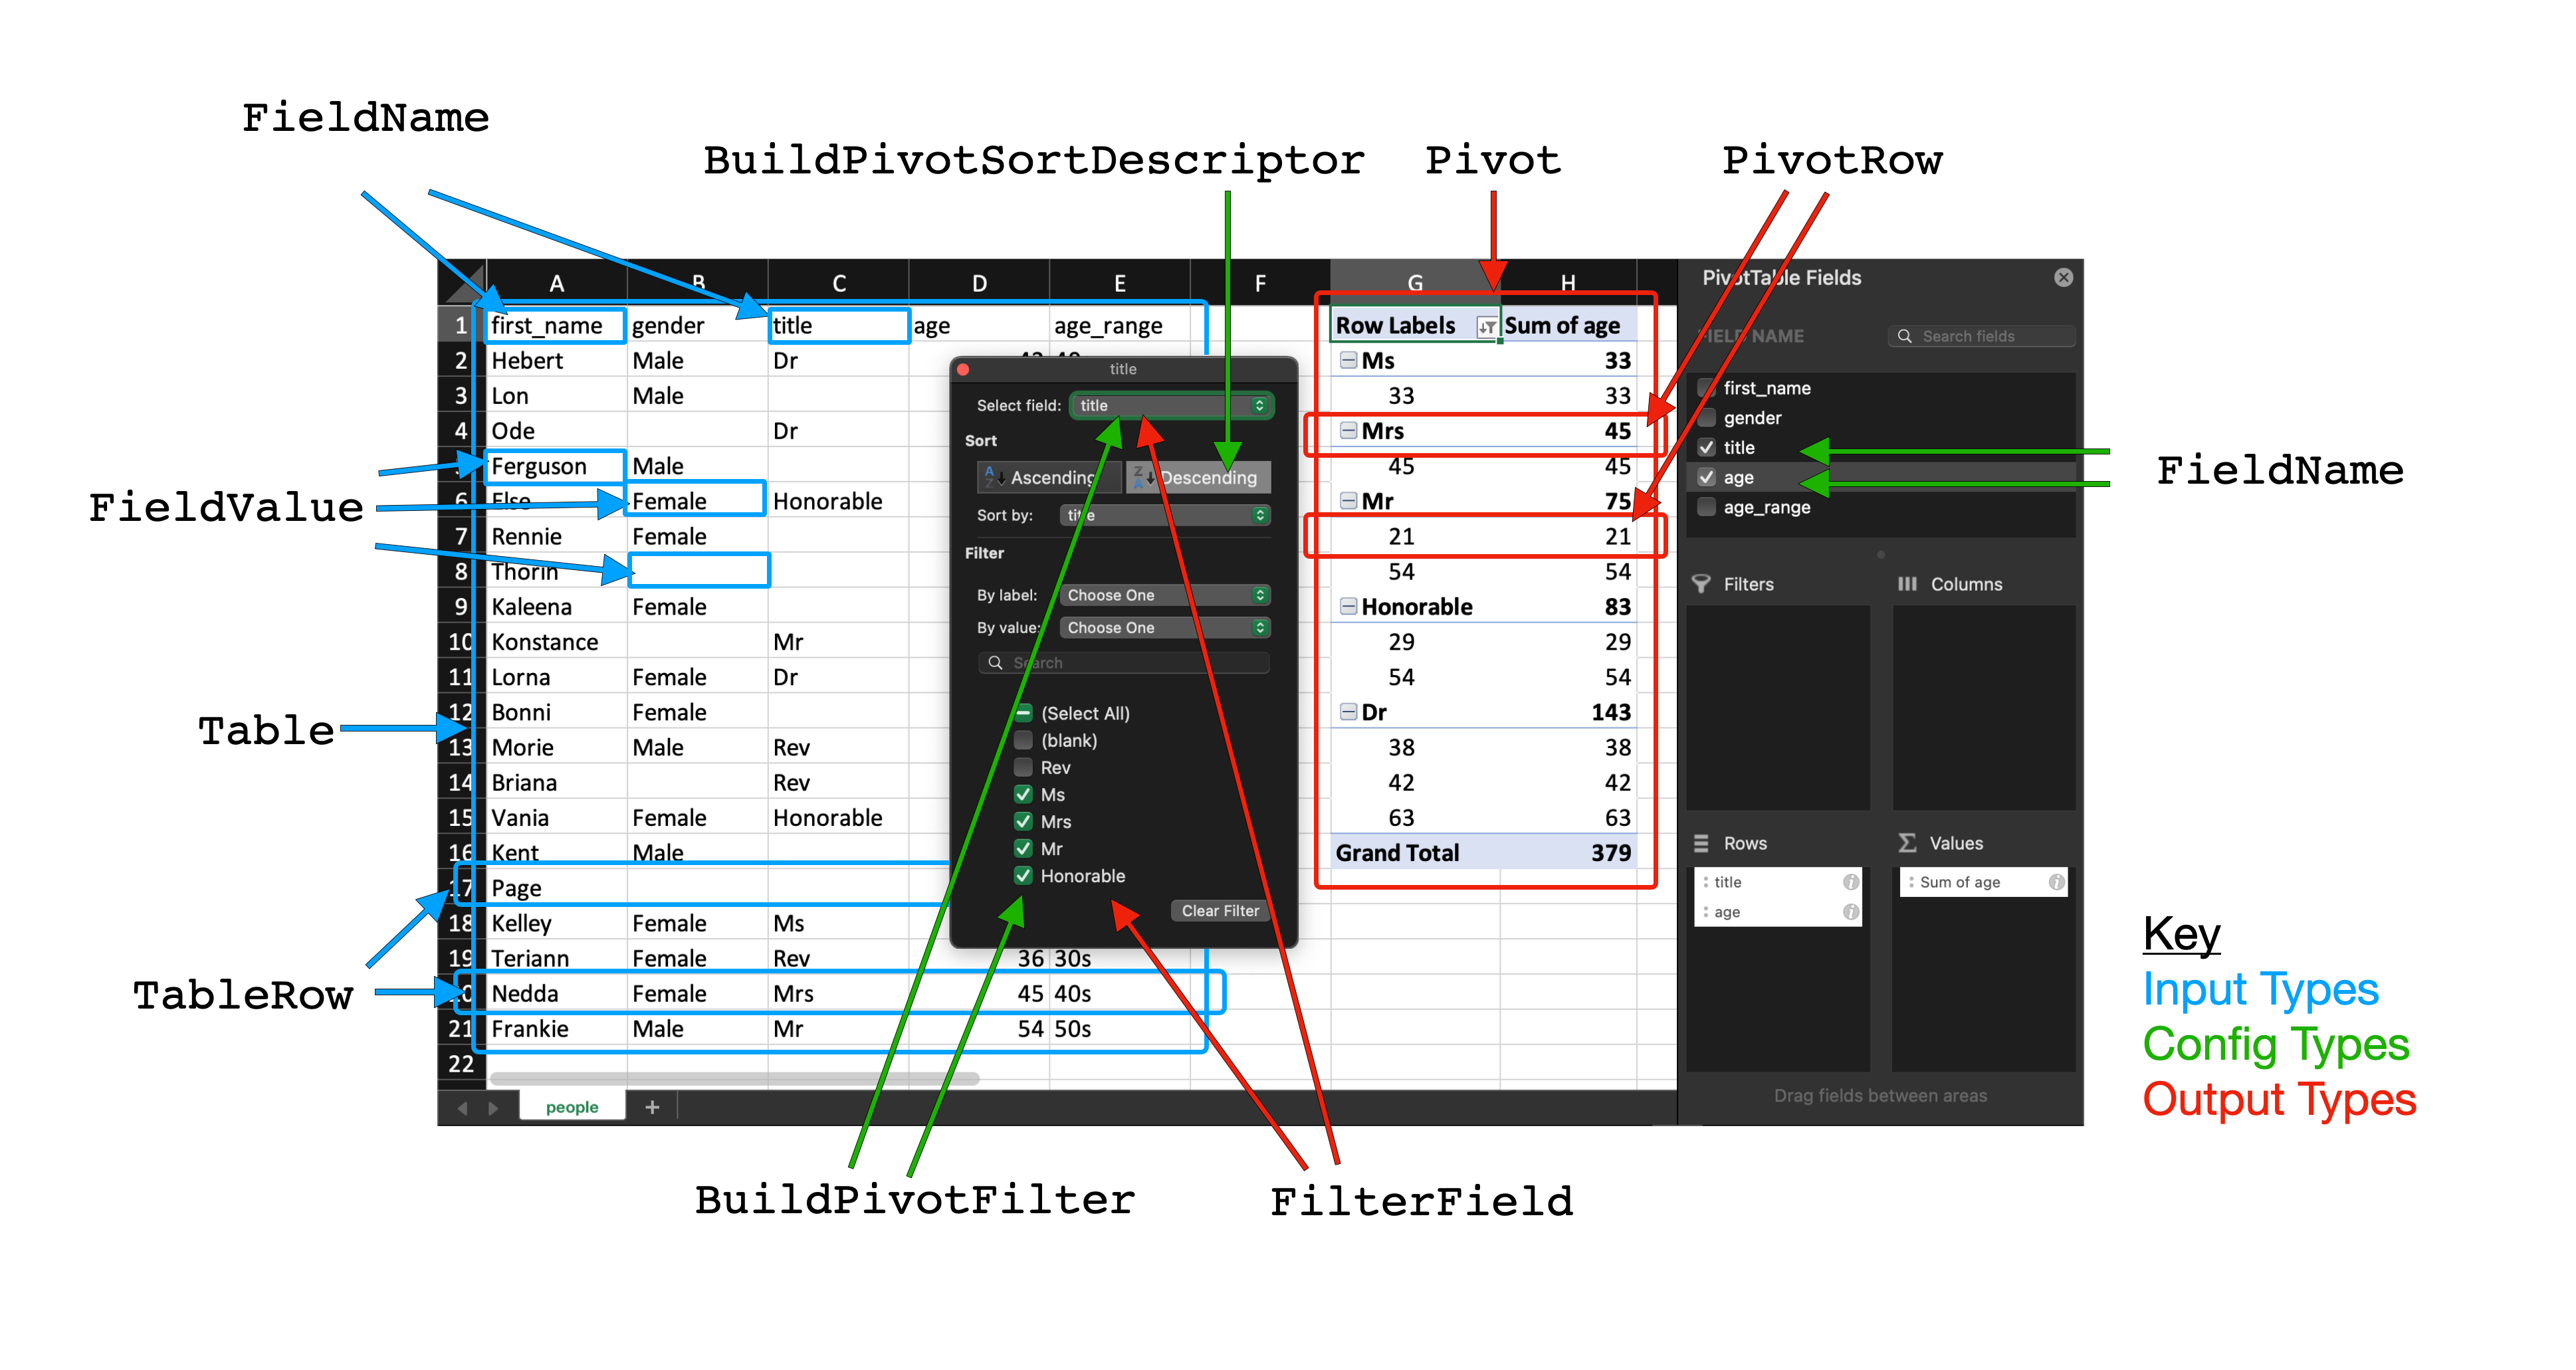 FieldName
BuildPivotSortDescriptor Pivot PivotRow
A B C D E F G H
PivotTable Fields
1 first_name gender title age age_range
Row Labels Sum of age
FIELD NAME Search fields
2 Hebert Male Dr
Ms 33
3 Lon Male
33 33
4 Ode Dr
Mrs 45
Ferguson Male
45 45
6 Else Female Honorable
Mr 75
7 Rennie Female
21 21
8 Thorin
54 54
9 Kaleena Female
Honorable 83
10 Konstance Mr
29 29
11 Lorna Female Dr
54 54
12 Bonni Female
Dr 143
13 Morie Male Rev
38 38
14 Briana Rev
42 42
15 Vania Female Honorable
63 63
16 Kent Male
Grand Total 379
17 Page
18 Kelley Female Ms
19 Teriann Female Rev 36 30s
20 Nedda Female Mrs 45 40s
21 Frankie Male Mr 54 50s
22
people +
title
Select field: title
Sort
Ascending Descending
Sort by: title
Filter
By label: Choose One
By value: Choose One
Search
(Select All)
(blank)
Rev
Ms
Mrs
Mr
Honorable
Clear Filter
first_name
gender
title
age
age_range
Filters Columns
Rows Values
title Sum of age
age
Drag fields between areas
FieldName
FieldValue
Table
TableRow
BuildPivotFilter FilterField
Key
Input Types
Config Types
Output Types